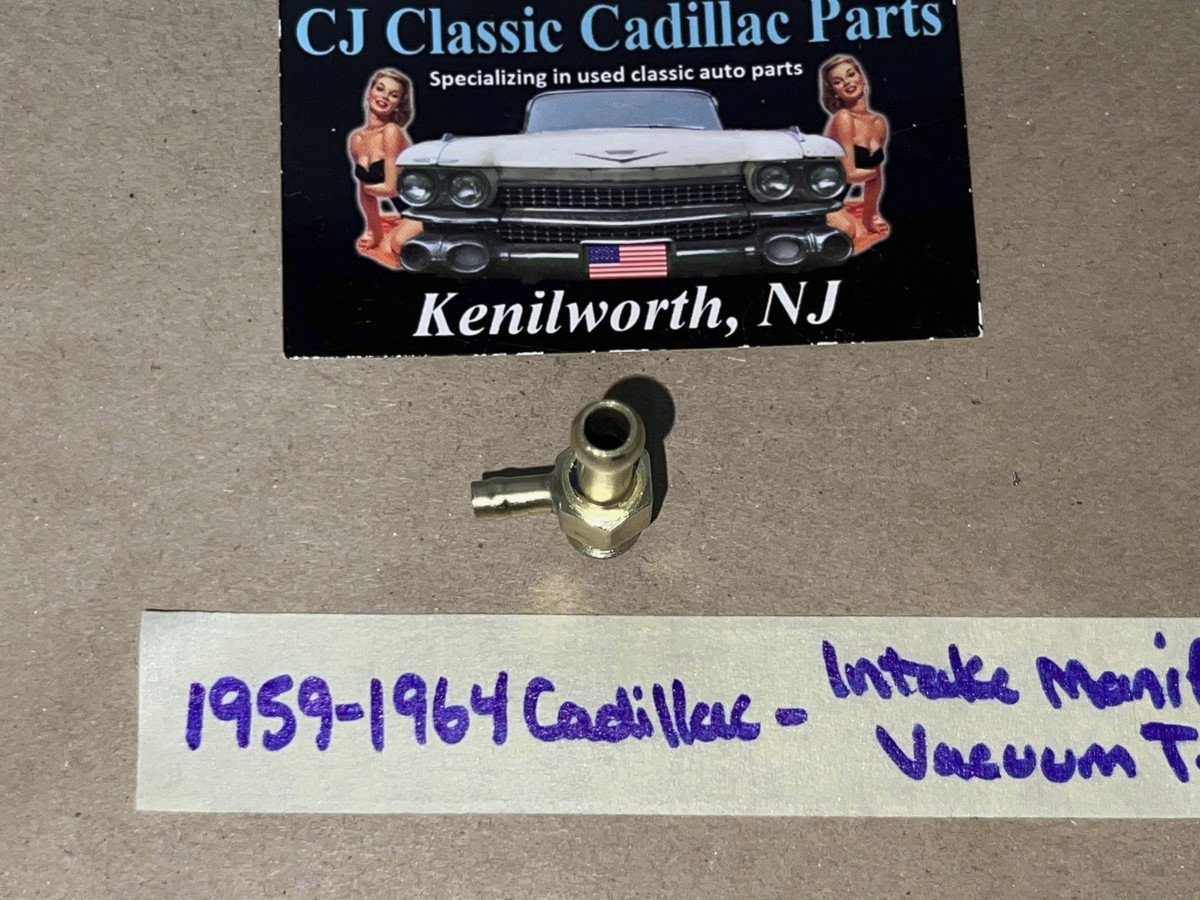 CJ Classic Cadillac Parts
Specializing in used classic auto parts
Kenilworth, NJ
1959-1964 Cadillac - Intake
Vacuum